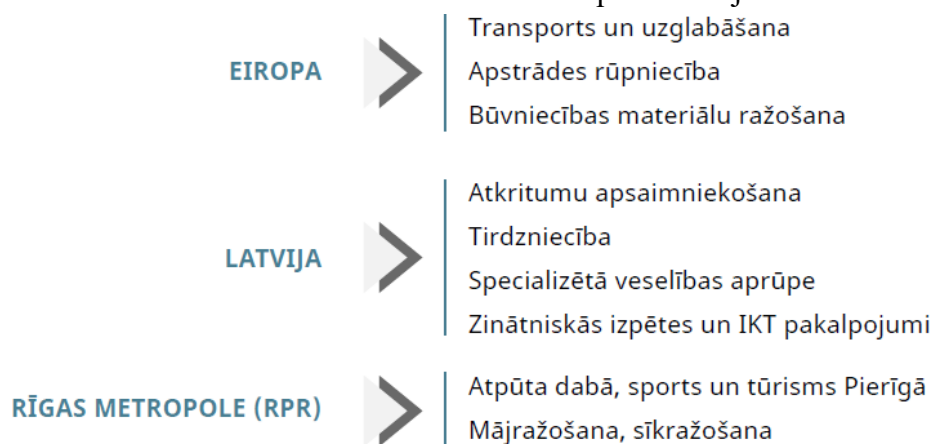 Transports un uzglabāšana
EIROPA
Apstrādes rūpniecība
Būvniecības materiālu ražošana
Atkritumu apsaimniekošana
Tirdzniecība
LATVIJA
Specializētā veselības aprūpe
Zinātniskās izpētes un IKT pakalpojumi
Atpūta dabā, sports un tūrisms Pierīgā
RĪGAS METROPOLE (RPR)
Mājražošana, sīkražošana